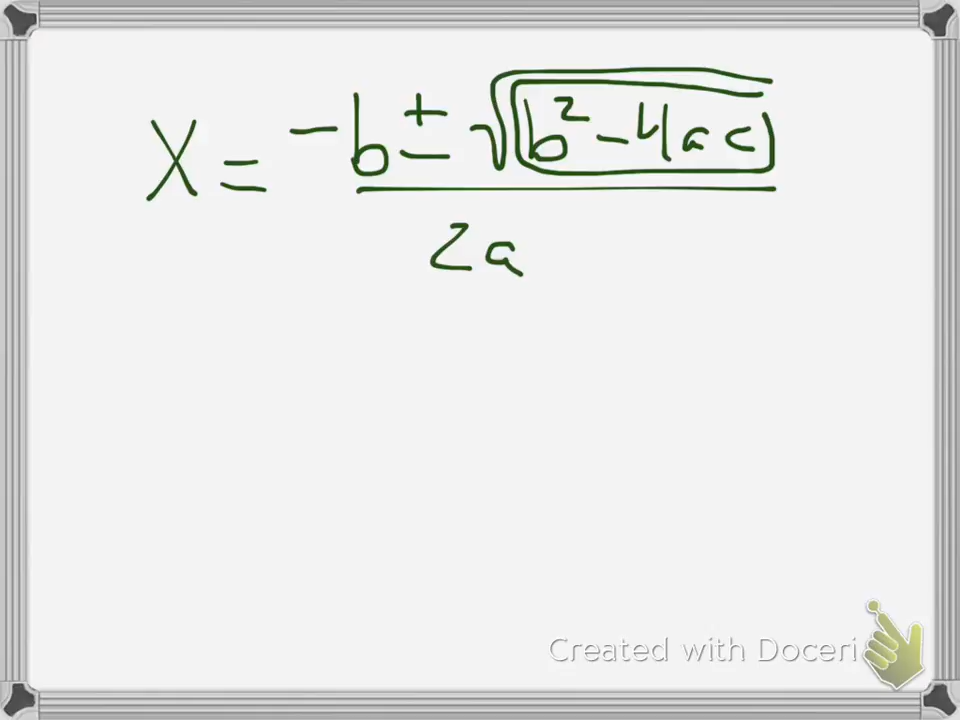 X = -b ± √(b² - 4ac)
2a
Created with Doceri